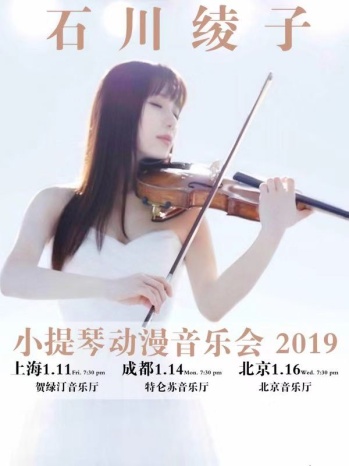 石川绫子
小提琴动漫音乐会 2019
上海1.11 Fri. 7:30 pm 成都1.14 Mon. 7:30 pm 北京1.16 Wed. 7:30 pm
贺绿汀音乐厅 特仑苏音乐厅 北京音乐厅